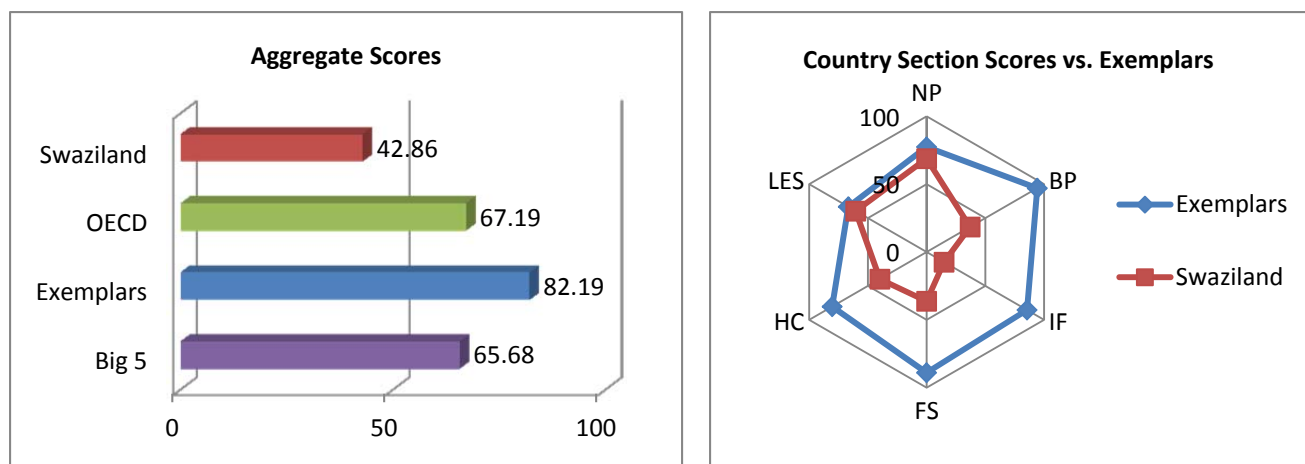 Aggregate Scores
Swaziland
42.86
OECD
67.19
Exemplars
82.19
Big 5
65.68
0
50
100
Country Section Scores vs. Exemplars
NP
100
LES
50
BP
0
HC
IF
FS
Exemplars
Swaziland